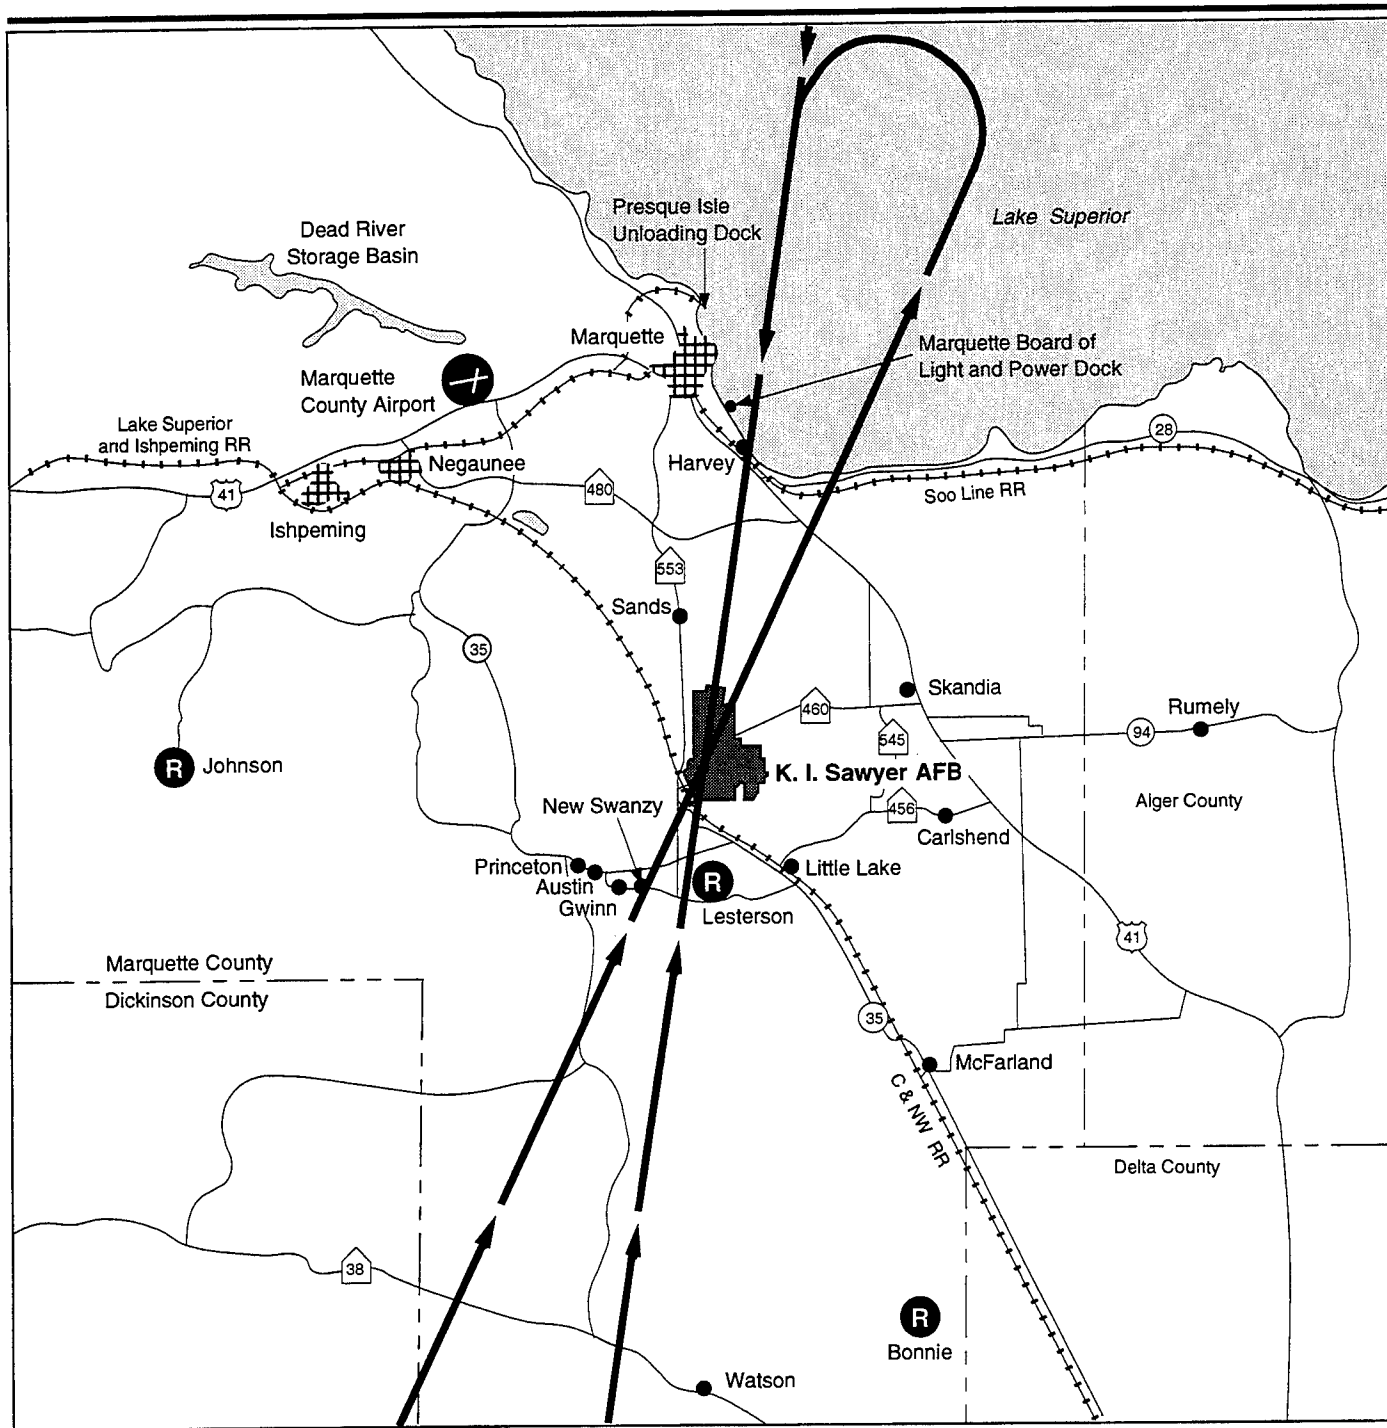 Presque Isle
Unloading Dock
Lake Superior
Dead River
Storage Basin
Marquette
Marquette Board of
Light and Power Dock
Marquette
County Airport
Lake Superior
and Ishpeming RR
28
Negaunee
Harvey
41
480
Soo Line RR
Ishpeming
553
Sands
35
Skandia
460
Rumely
545
94
R Johnson
K. I. Sawyer AFB
New Swanzy
456
Alger County
Carlshend
Princeton
Little Lake
Austin
R
Gwinn
Lesterson
41
Marquette County
Dickinson County
35
McFarland
C & NW RR
Delta County
38
R
Bonnie
Watson